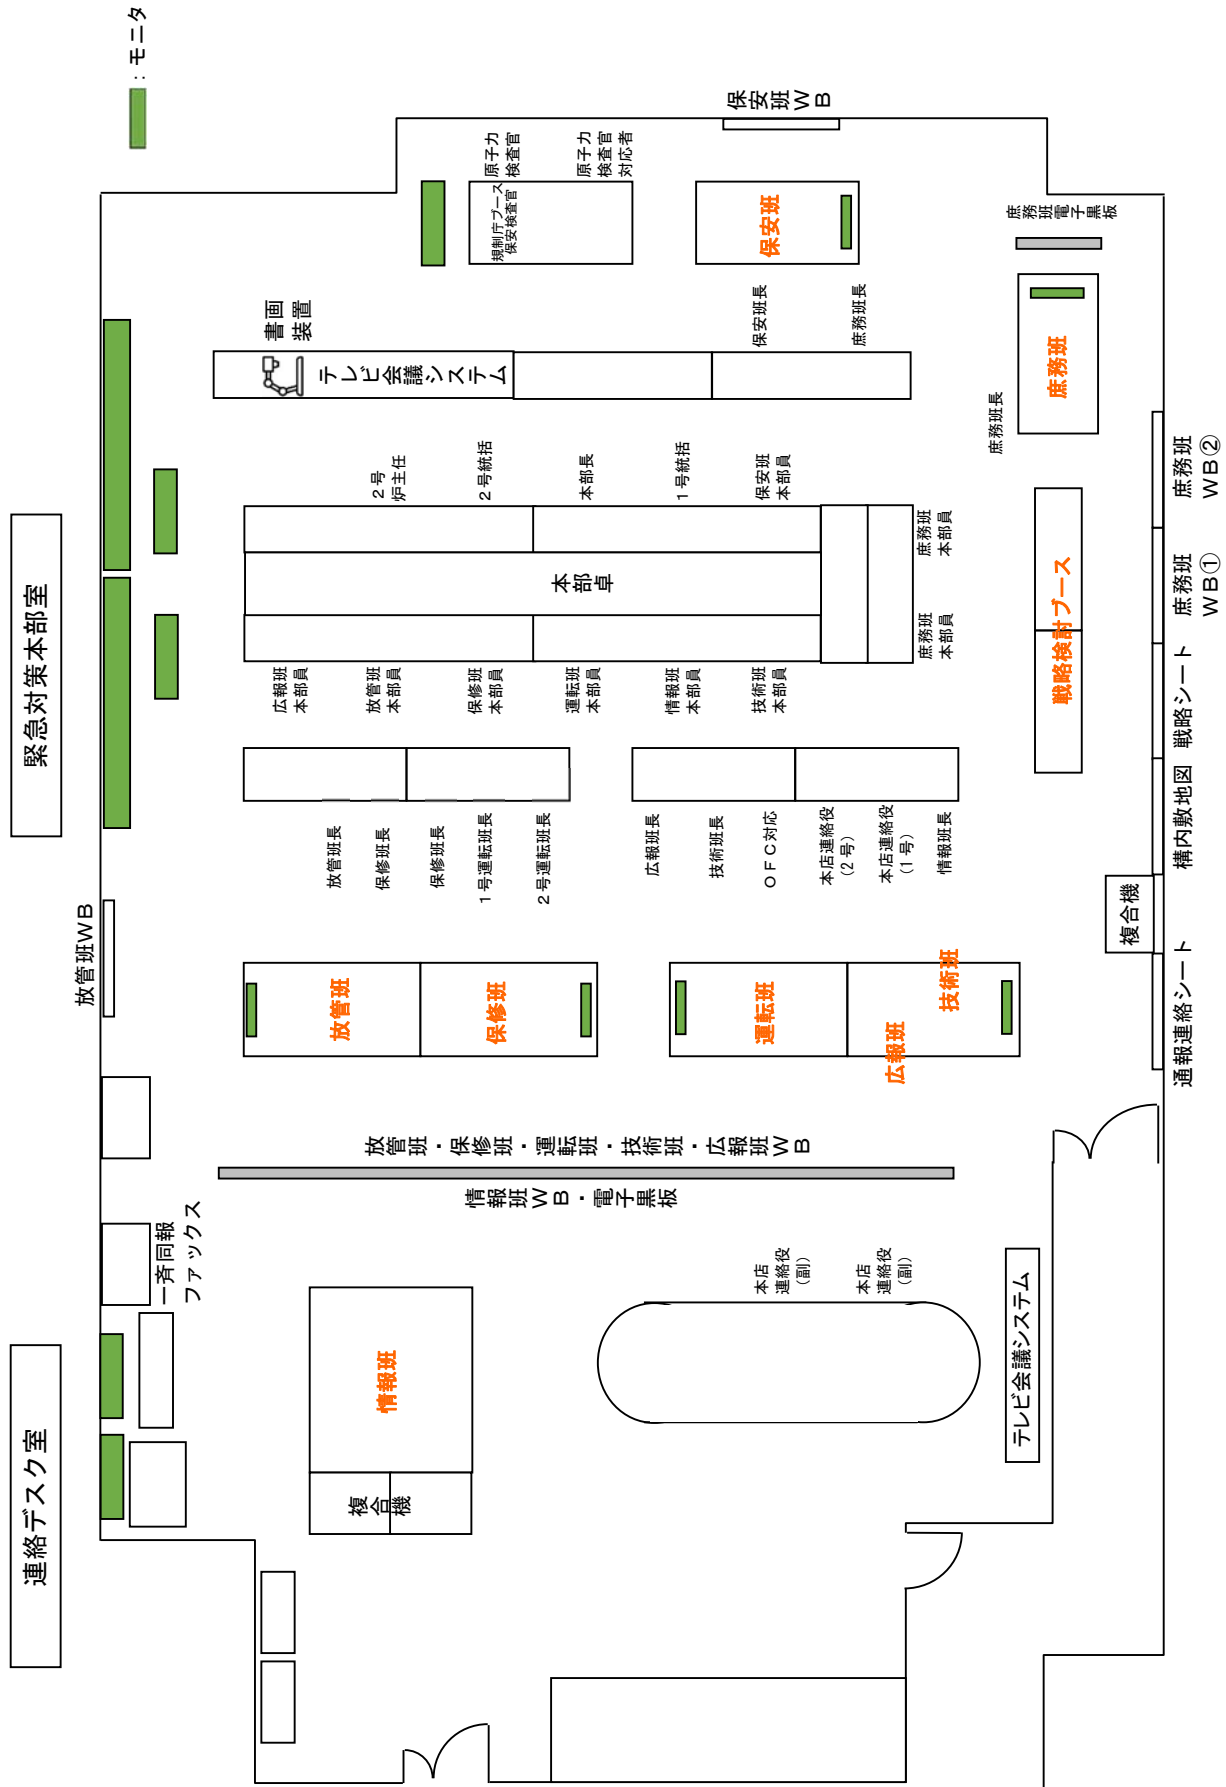 ：モニタ
緊急対策本部室
連絡デスク室
保安
班ＷＢ
原子力
検査官
原子力
検査官
対応者
規制庁ブース
保安検査官
保安班
庶務班電子黒板
書画
装置
テレビ会議システム
保安班長
庶務班長
庶務班
庶務班長
２号
炉主任
２号統括
本部長
１号統括
保安班
本部員
庶務班
本部員
本部卓
庶務班
本部員
広報班
本部員
放管班
本部員
保修班
本部員
運転班
本部員
情報班
本部員
技術班
本部員
戦略検討ブース
庶務班
ＷＢ②
庶務班
ＷＢ①
戦略シート
構内敷地図
複合機
通報連絡シート
放管班長
保修班長
保修班長
１号運転班長
２号運転班長
広報班長
技術班長
ＯＦＣ対応
本店連絡役
（２号）
本店連絡役
（１号）
情報班長
放管班ＷＢ
放管班
保修班
運転班
広報班
技術班
放管班・保修班・運転班・技術班・広報班ＷＢ
情報班ＷＢ・電子黒板
一斉同報
ファックス
本店
連絡役
（副）
本店
連絡役
（副）
情報班
複合機
テレビ会議システム